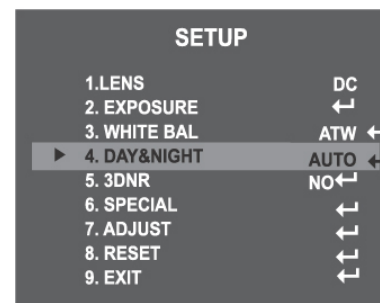 SETUP
1.LENS DC
2. EXPOSURE ↵
3. WHITE BAL ATW ↵
▶ 4. DAY&NIGHT AUTO ↵
5. 3DNR NO↵
6. SPECIAL ↵
7. ADJUST ↵
8. RESET ↵
9. EXIT ↵